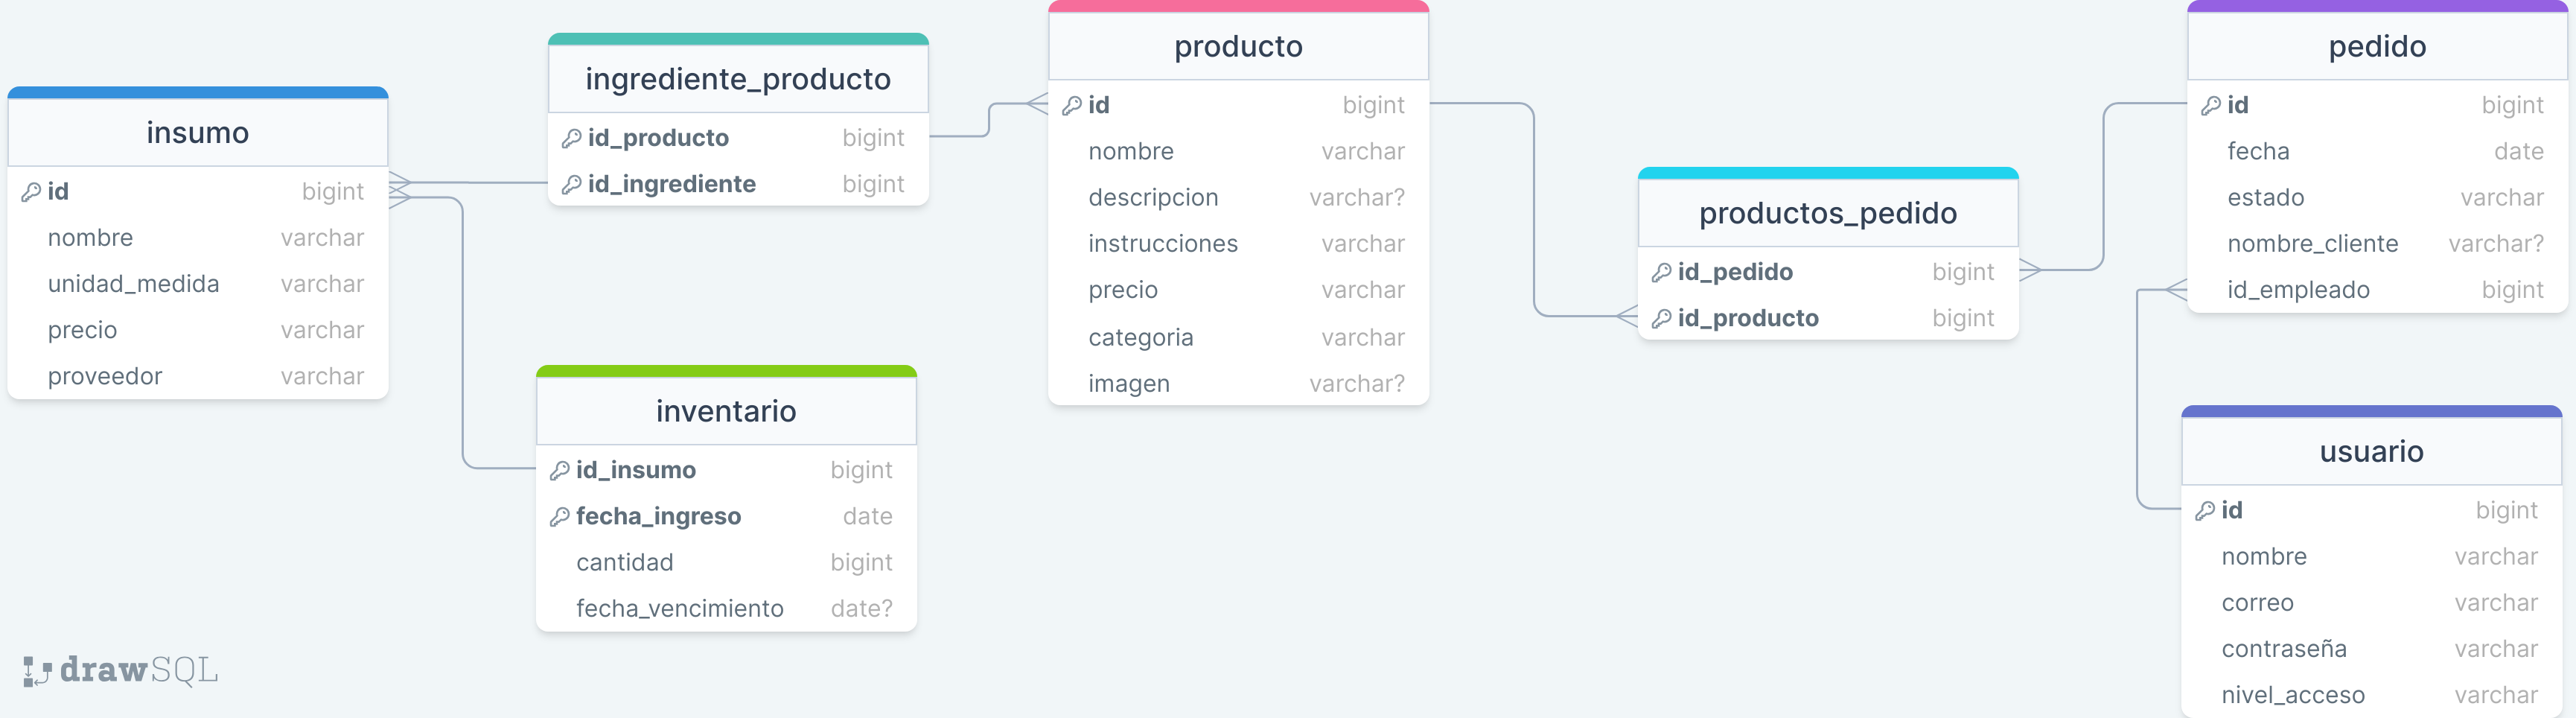 insumo
id bigint
nombre varchar
unidad_medida varchar
precio varchar
proveedor varchar
ingrediente_producto
id_producto bigint
id_ingrediente bigint
inventario
id_insumo bigint
fecha_ingreso date
cantidad bigint
fecha_vencimiento date?
producto
id bigint
nombre varchar
descripcion varchar?
instrucciones varchar
precio varchar
categoria varchar
imagen varchar?
productos_pedido
id_pedido bigint
id_producto bigint
pedido
id bigint
fecha date
estado varchar
nombre_cliente varchar?
id_empleado bigint
usuario
id bigint
nombre varchar
correo varchar
contraseña varchar
nivel_acceso varchar
drawSQL